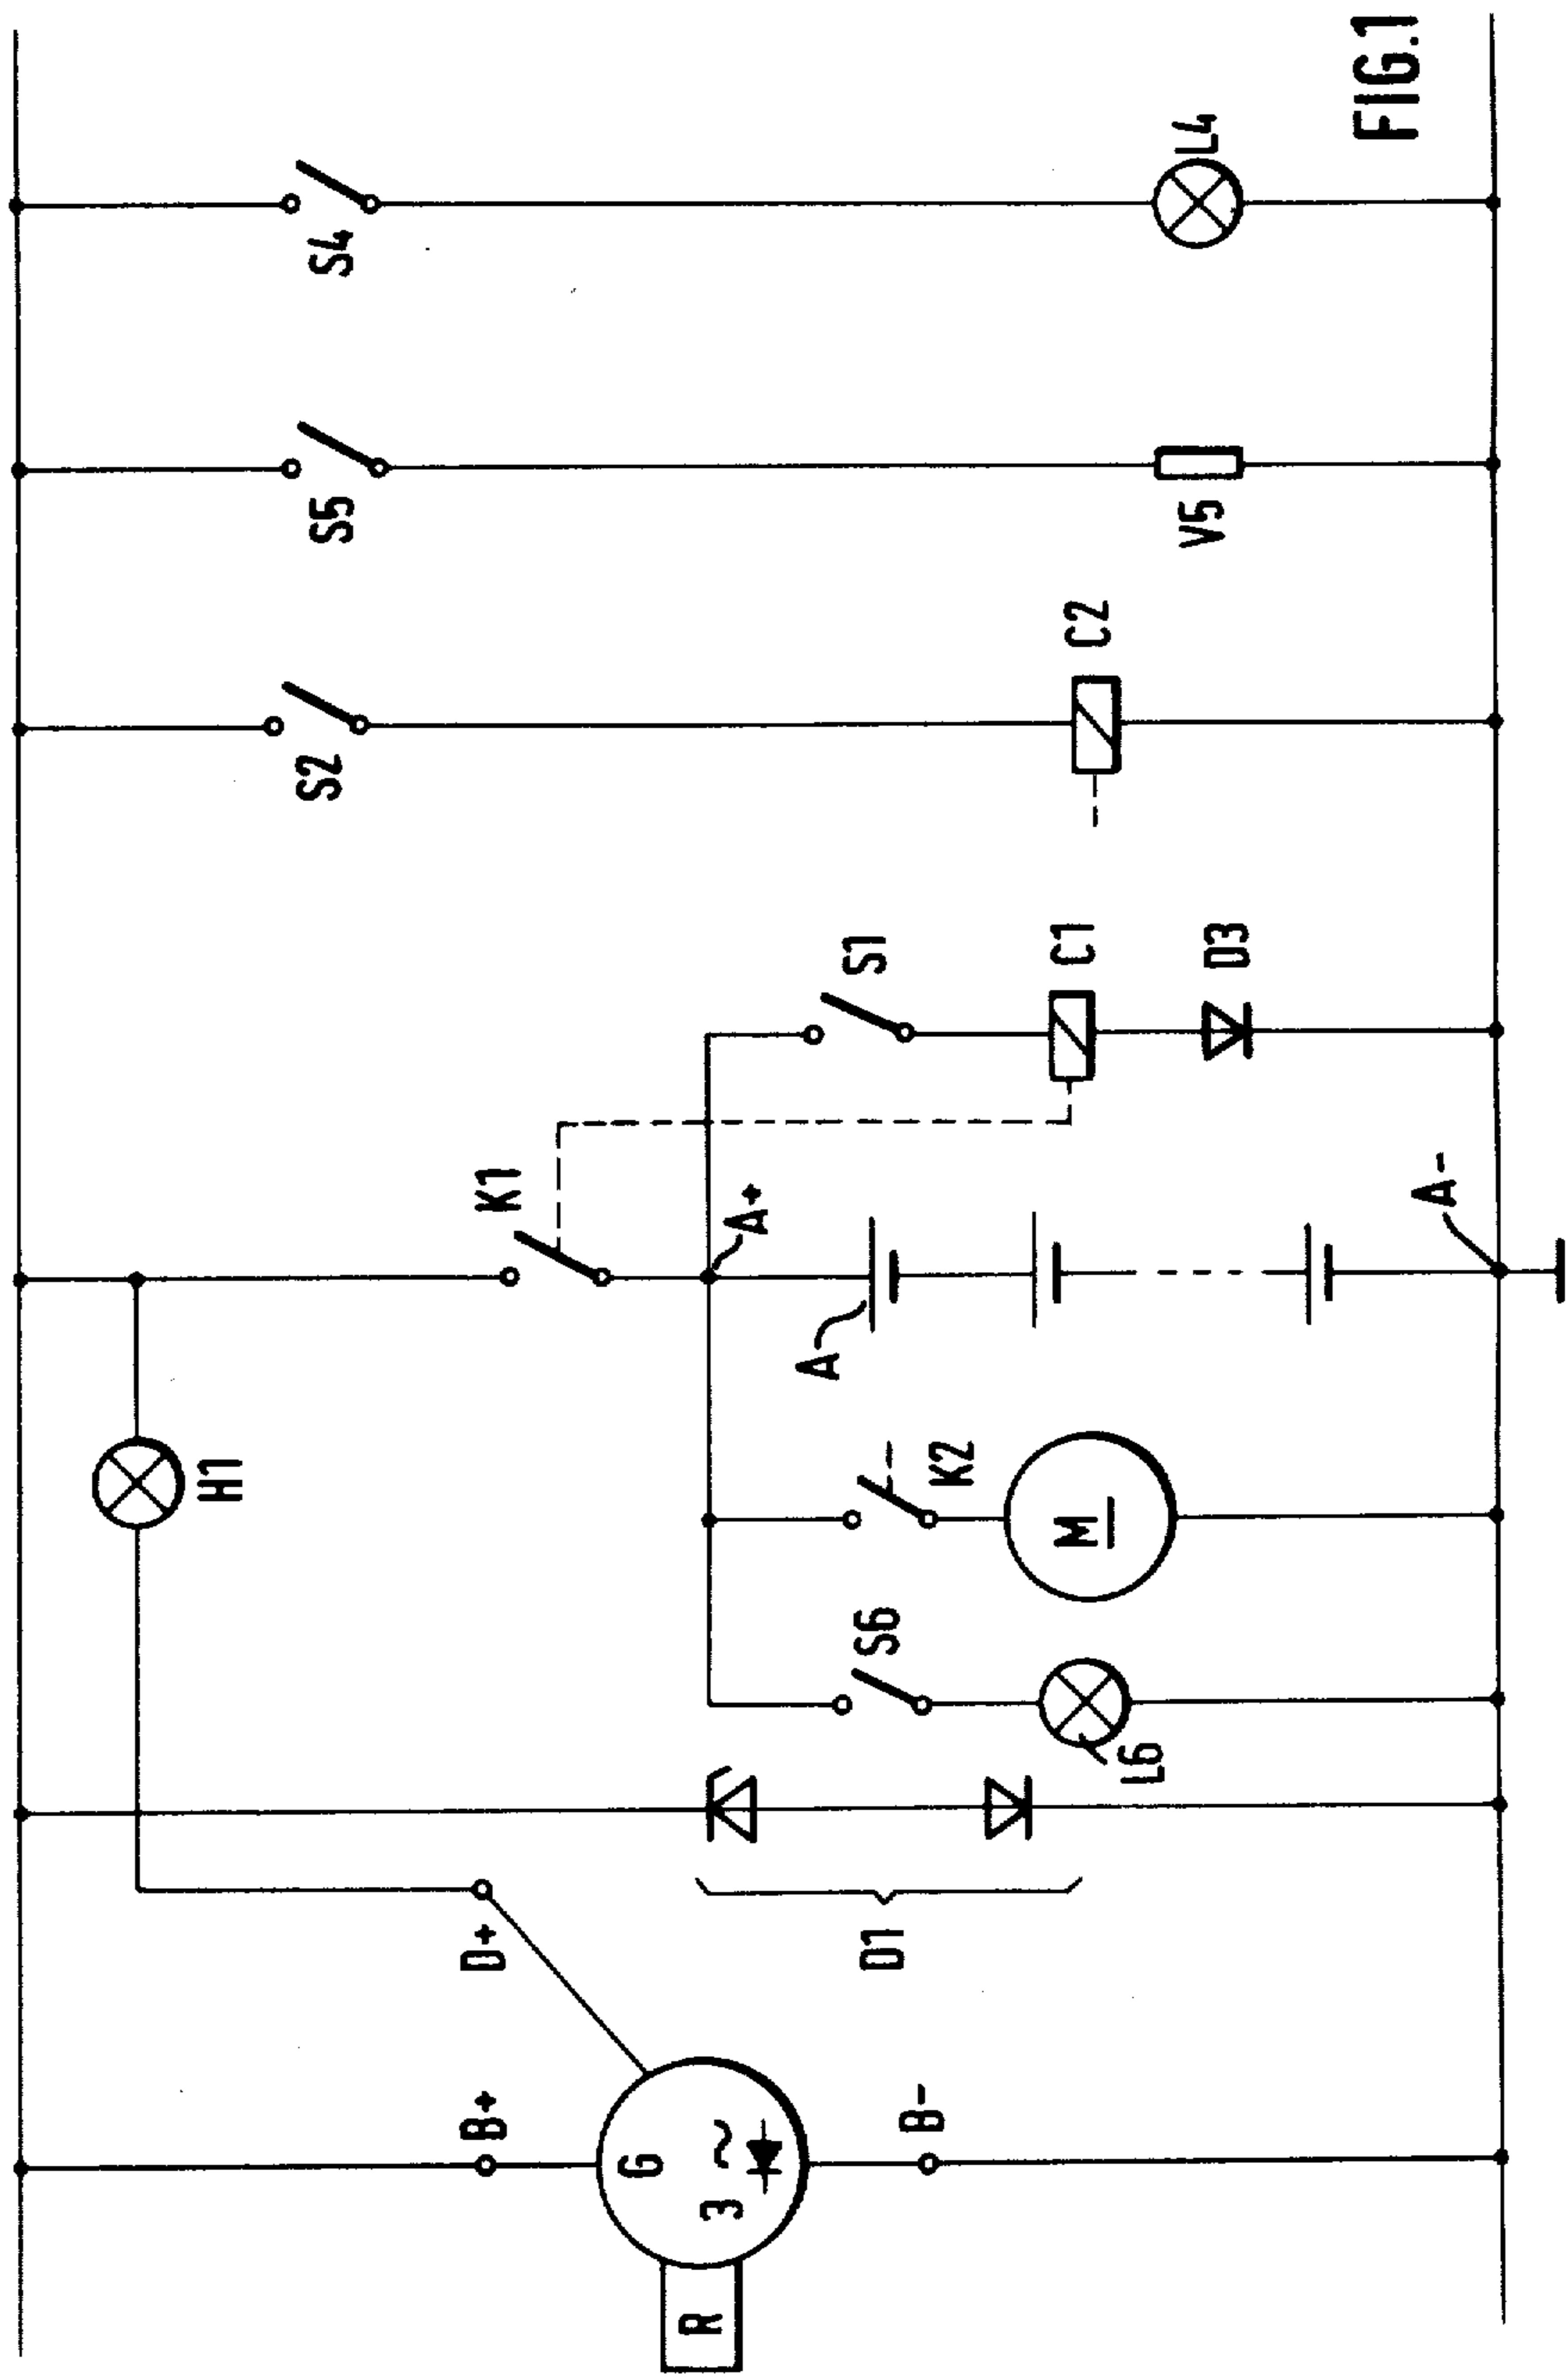 R
G
3 ~
B+
B-
D+
D1
H1
S6
L6
K2
M
A
A+
A-
K1
S1
C1
D3
S2
C2
S5
V5
S4
L4
FIG.1